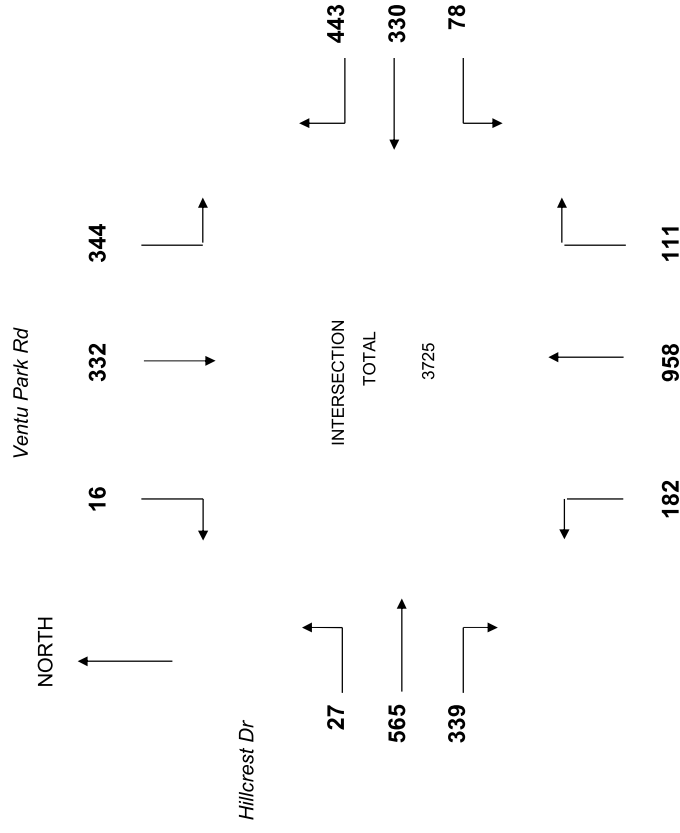 Ventu Park Rd
NORTH
16
332
344
Hillcrest Dr
27
565
339
INTERSECTION
TOTAL
3725
443
330
78
182
958
111